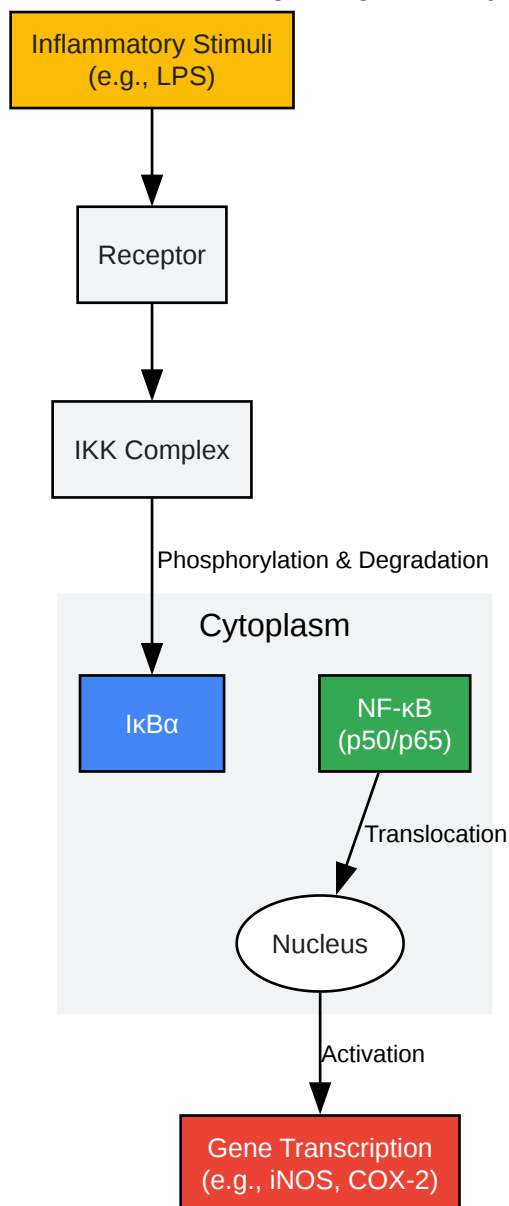 Inflammatory Stimuli
(e.g., LPS)
Receptor
IKK Complex
Phosphorylation & Degradation
Cytoplasm
IκBα
NF-κB
(p50/p65)
Translocation
Nucleus
Activation
Gene Transcription
(e.g., iNOS, COX-2)